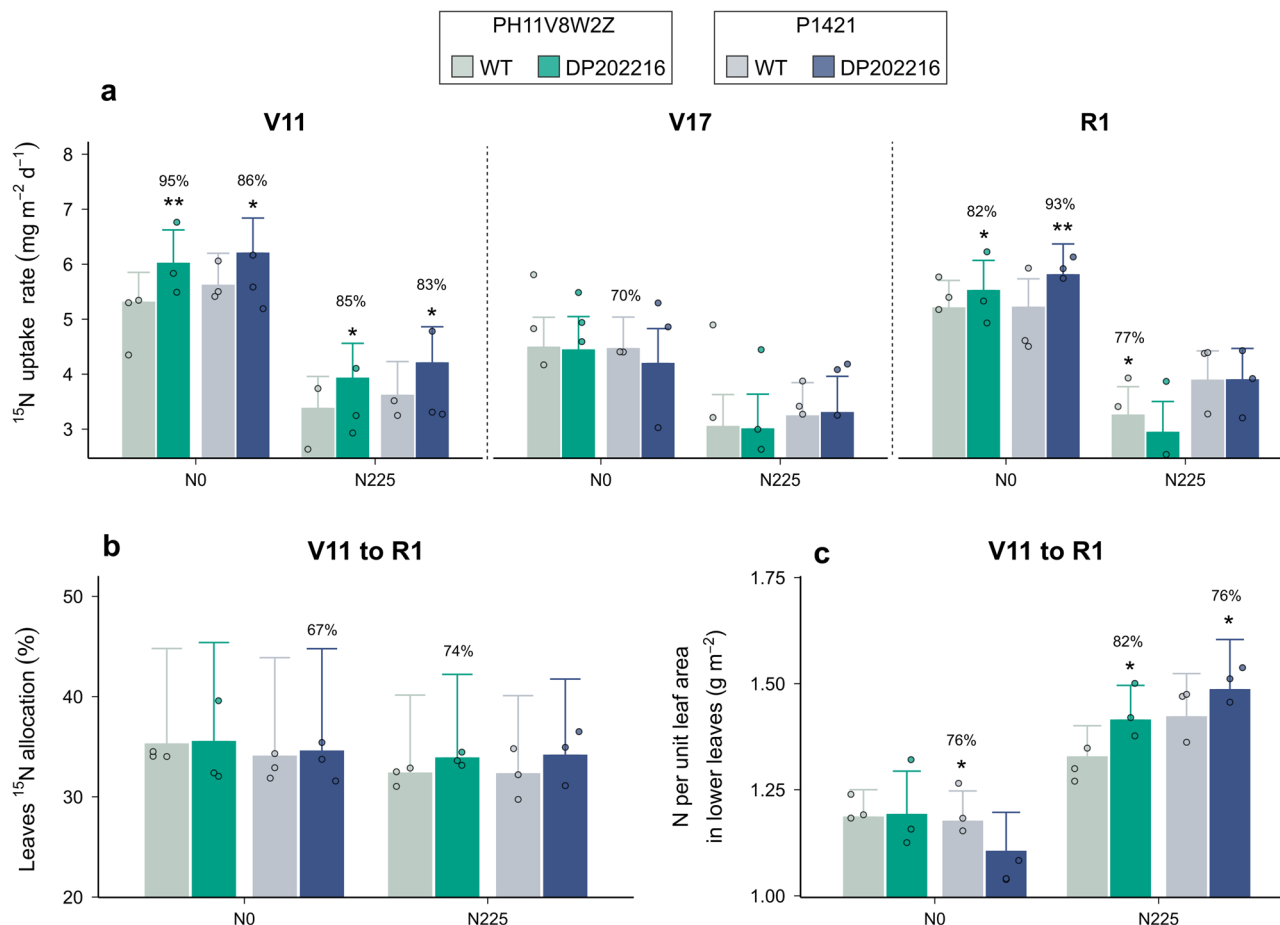 PH11V8W2Z
WT DP202216
P1421
WT DP202216
a
V11 V17 R1
¹⁵N uptake rate (mg m⁻² d⁻¹)
8
7
6
5
4
3
95%
**
86%
*
85%
*
83%
*
70%
82%
*
93%
**
77%
*
N0 N225 N0 N225 N0 N225
b
V11 to R1
Leaves ¹⁵N allocation (%)
50
40
30
20
67%
74%
N0 N225
c
V11 to R1
N per unit leaf area
in lower leaves (g m⁻²)
1.75
1.50
1.25
1.00
76%
*
82%
*
76%
*
N0 N225